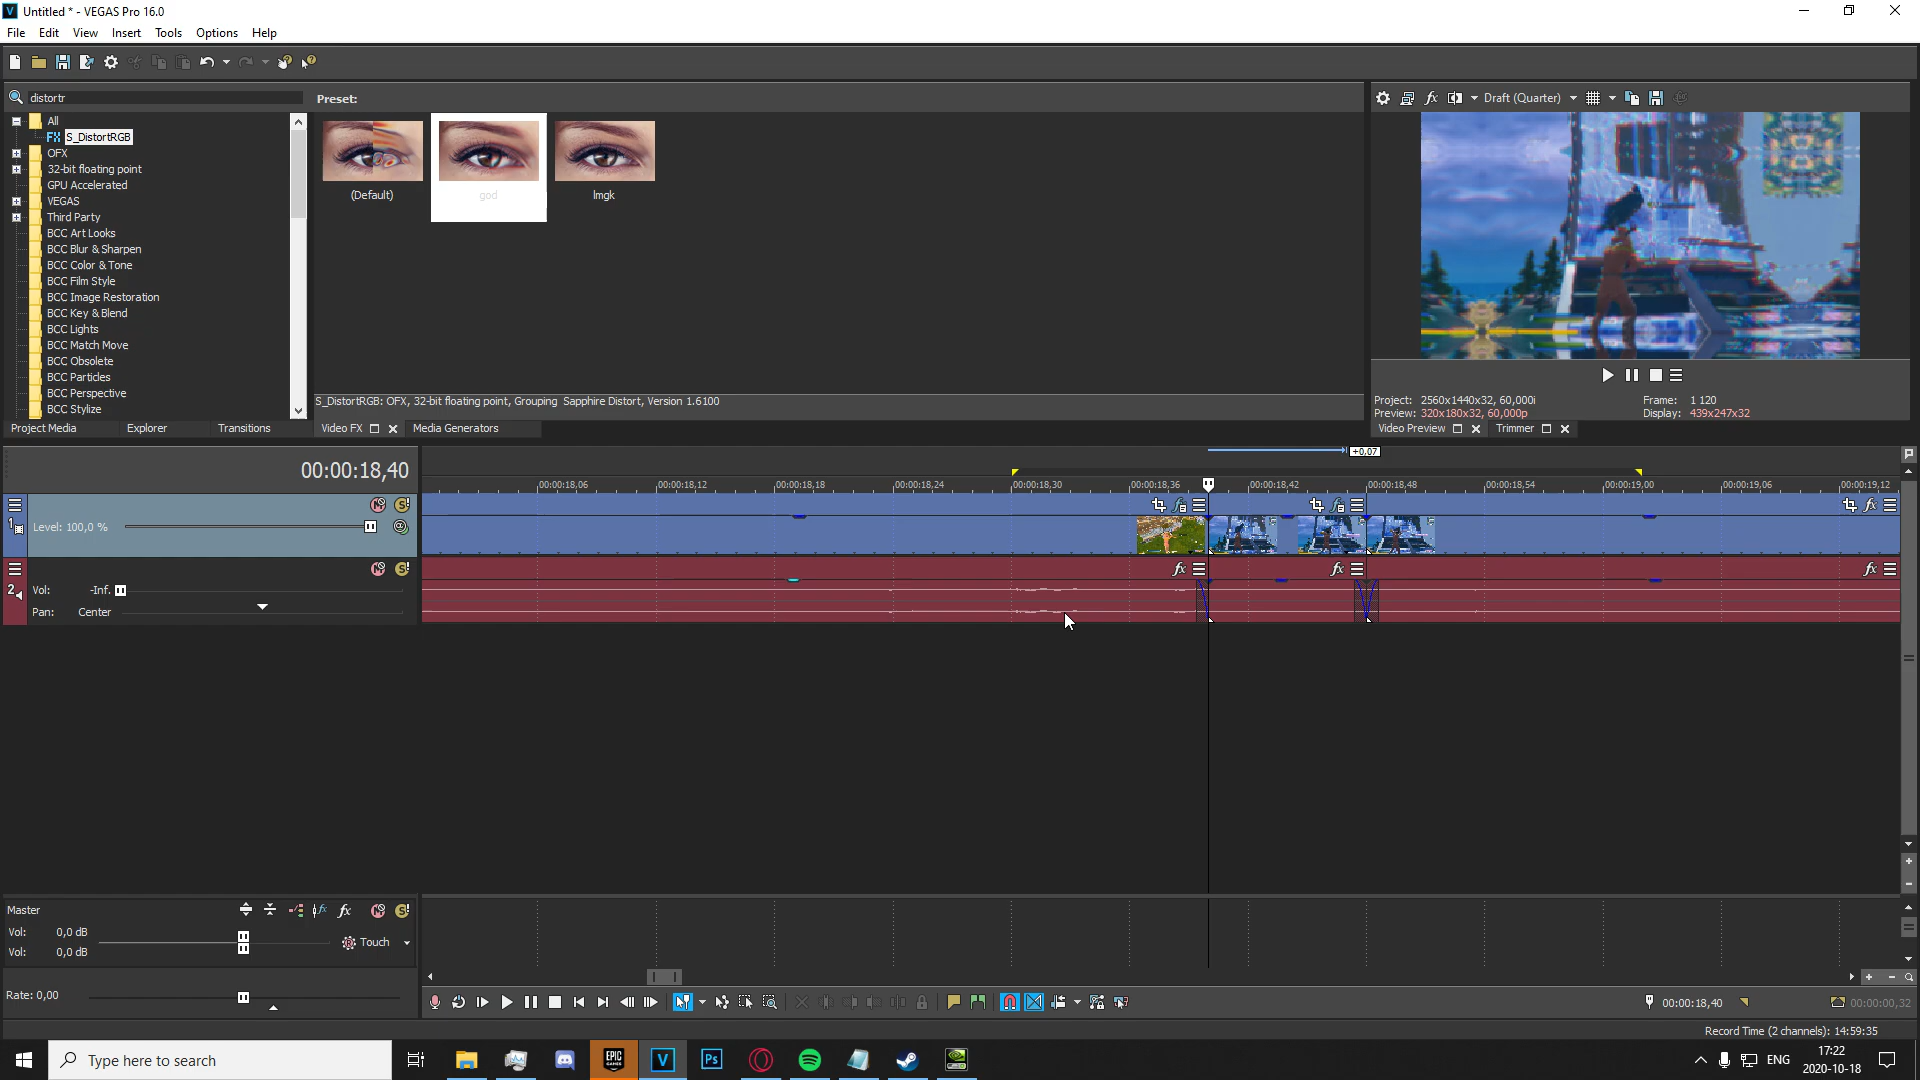 Untitled * - VEGAS Pro 16.0
File Edit View Insert Tools Options Help
distortr
Preset:
Draft (Quarter)
All
FX S_DistortRGB
OFX
32-bit floating point
GPU Accelerated
VEGAS
Third Party
BCC Art Looks
BCC Blur & Sharpen
BCC Color & Tone
BCC Film Style
BCC Image Restoration
BCC Key & Blend
BCC Lights
BCC Match Move
BCC Obsolete
BCC Particles
BCC Perspective
BCC Stylize
(Default) god lmgk
S_DistortRGB: OFX, 32-bit floating point, Grouping Sapphire Distort, Version 1.6100
Project: 2560x1440x32, 60,000i Frame: 1 120
Preview: 320x180x32, 60,000p Display: 439x247x32
Project Media Explorer Transitions Video FX Media Generators
Video Preview Trimmer
+0,07
00:00:18,40
00:00:18,06 00:00:18,12 00:00:18,18 00:00:18,24 00:00:18,30 00:00:18,36 00:00:18,42 00:00:18,48 00:00:18,54 00:00:19,00 00:00:19,06 00:00:19,12
1
Level: 100,0 %
2
Vol: -Inf.
Pan: Center
Master
Vol: 0,0 dB
Touch
Vol: 0,0 dB
Rate: 0,00
00:00:18,40 00:00:00,32
Record Time (2 channels): 14:59:35
Type here to search
EPIC GAMES
V
Ps
ENG
17:22
2020-10-18